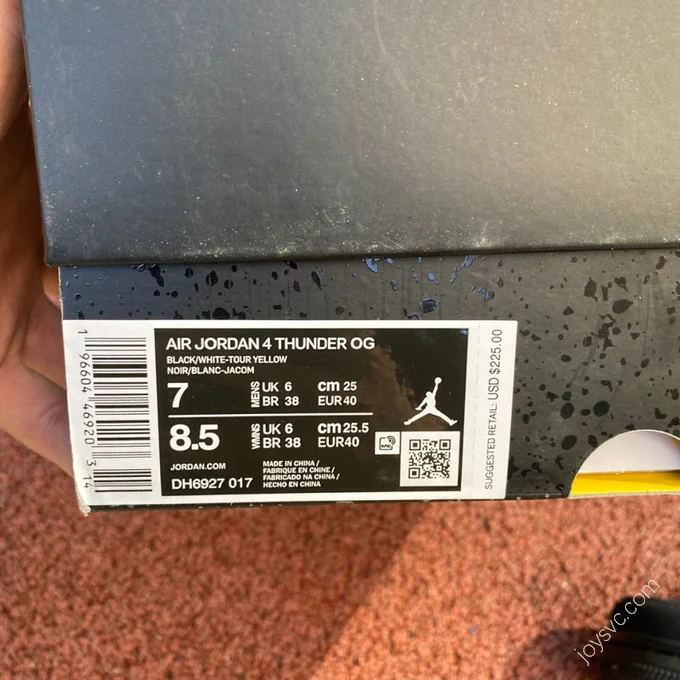 AIR JORDAN 4 THUNDER OG
BLACK/WHITE-TOUR YELLOW
NOIR/BLANC-JACOM
7 MENS UK 6 cm 25
BR 38 EUR 40
8.5 WMNS UK 6 cm 25.5
BR 38 EUR40
JORDAN.COM
DH6927 017
MADE IN CHINA /
FABRIQUE EN CHINE /
FABRICADO NA CHINA /
HECHO EN CHINA
1 96604 46920 3 14
SUGGESTED RETAIL: USD $225.00
joysvc.com